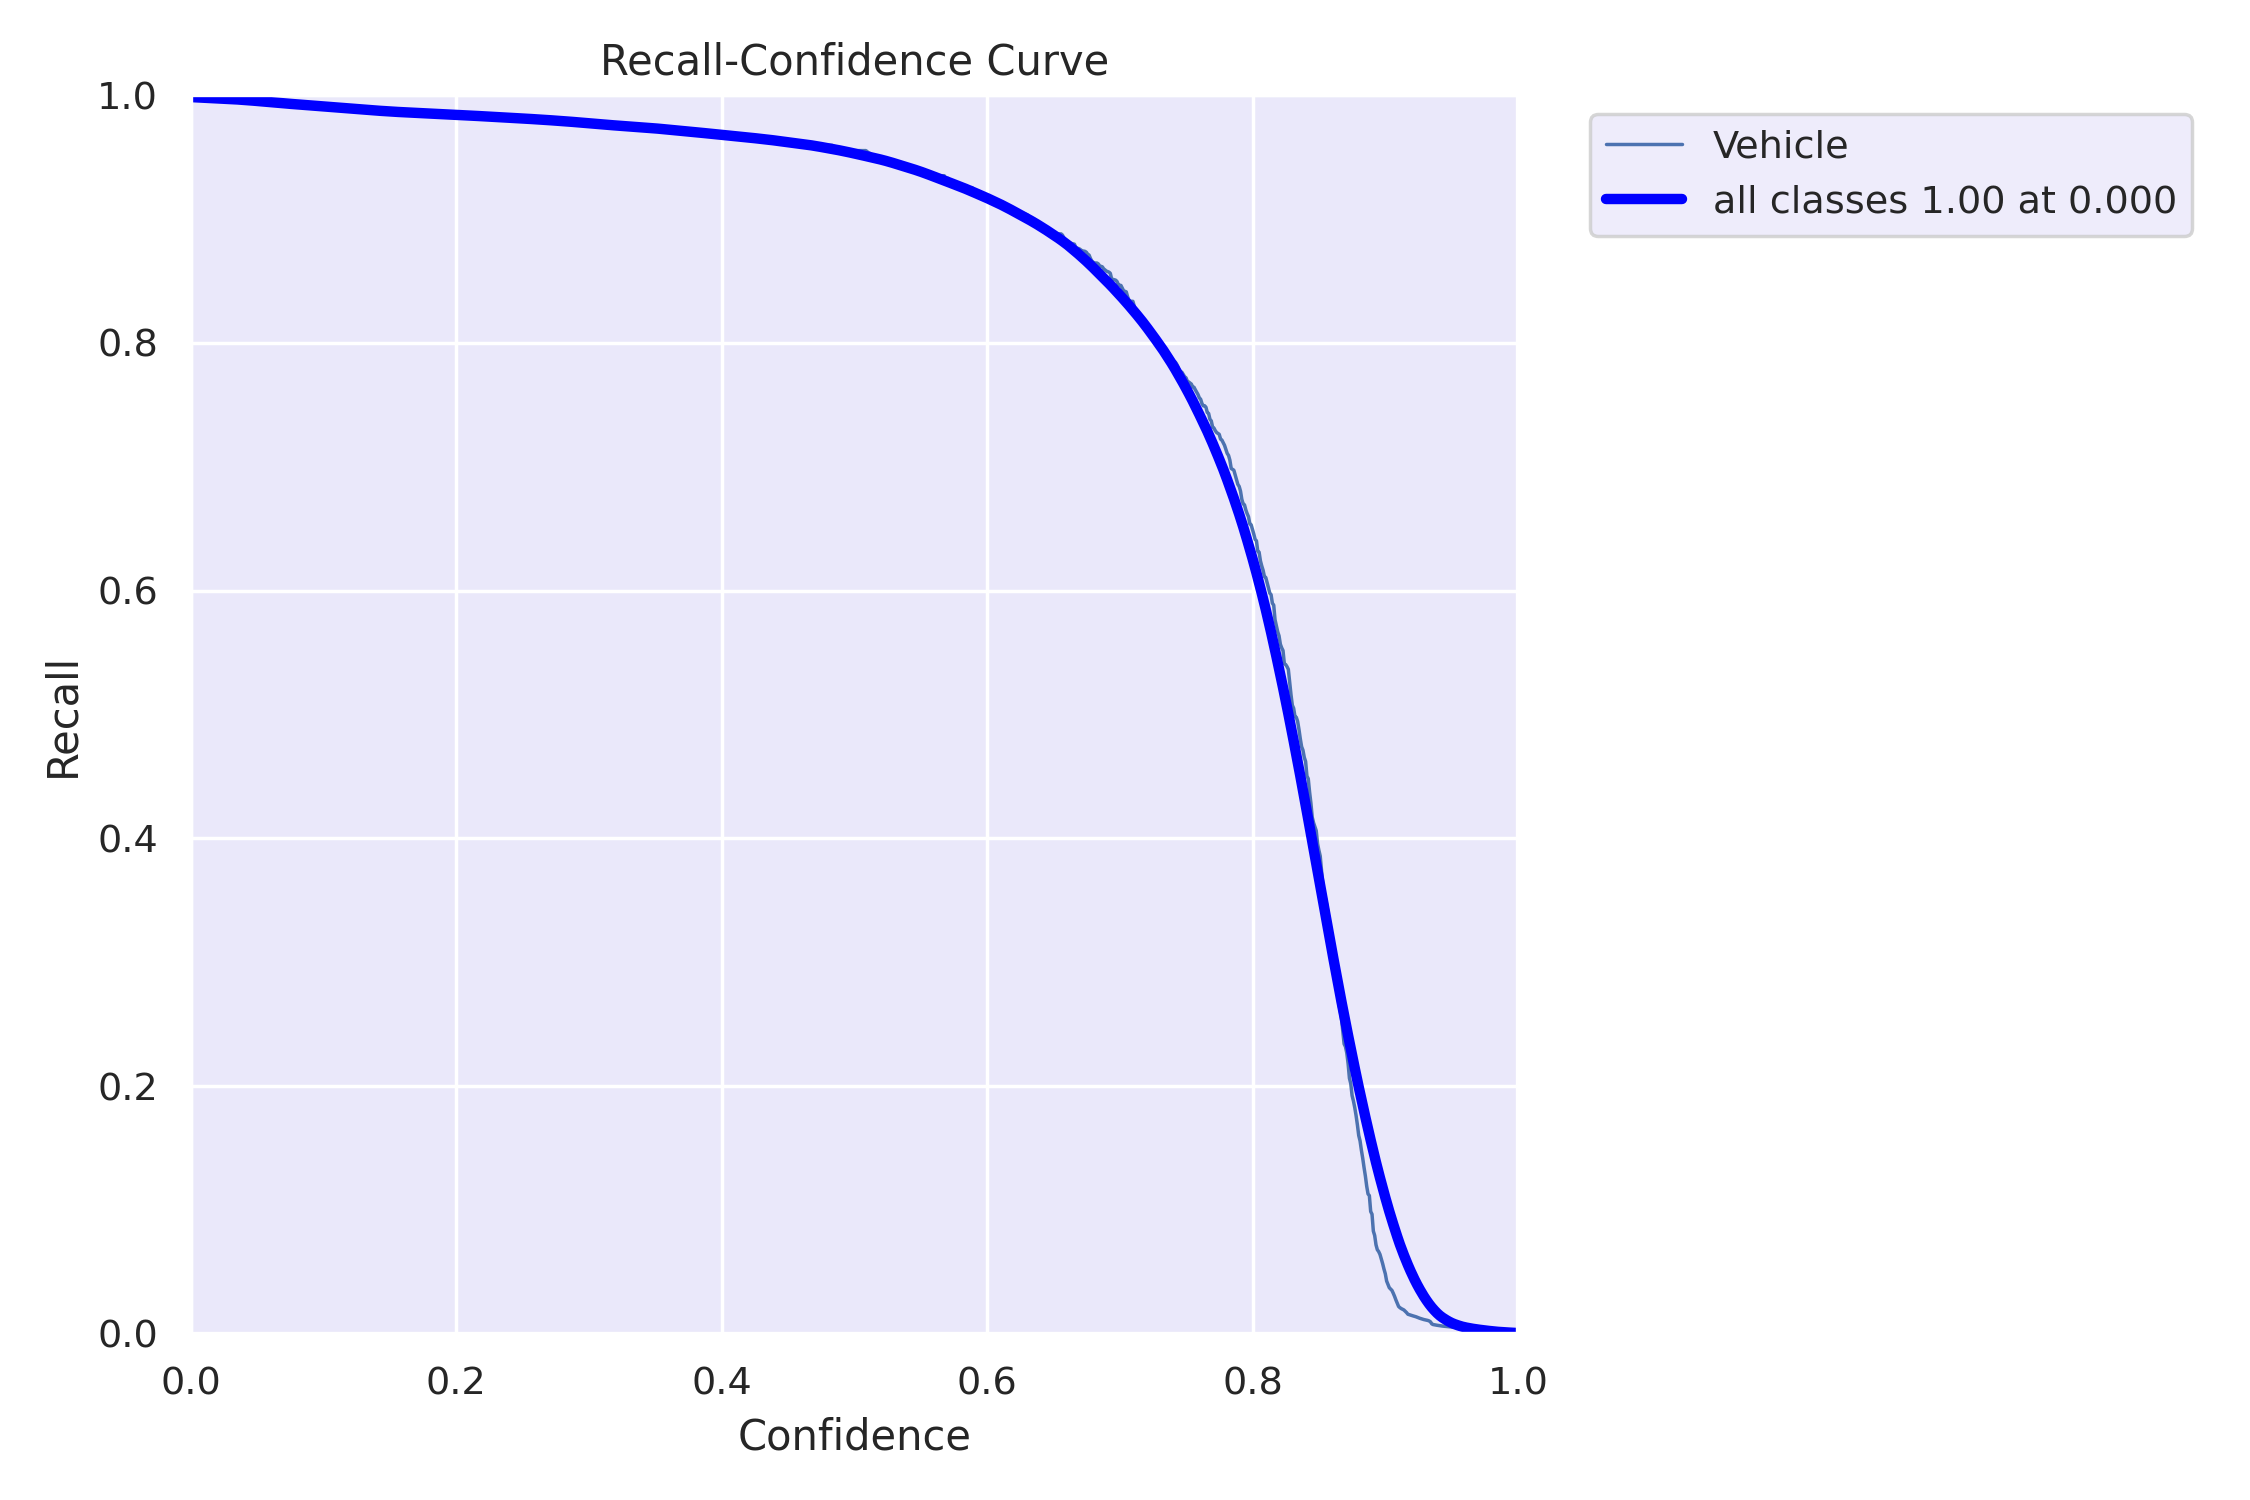 Recall-Confidence Curve
1.0
0.8
0.6
0.4
0.2
0.0
Recall
0.0 0.2 0.4 0.6 0.8 1.0
Confidence
Vehicle
all classes 1.00 at 0.000